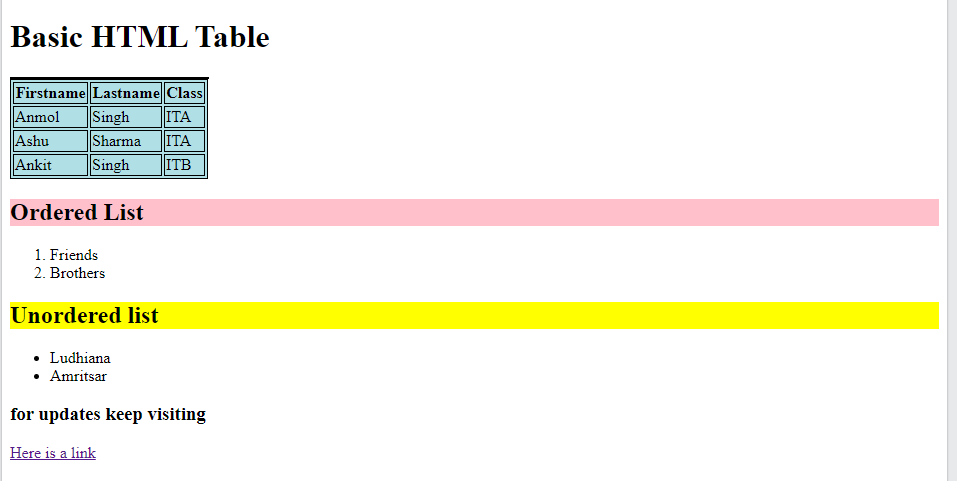 Basic HTML Table
Firstname Lastname Class
Anmol Singh ITA
Ashu Sharma ITA
Ankit Singh ITB
Ordered List
1. Friends
2. Brothers
Unordered list
• Ludhiana
• Amritsar
for updates keep visiting
Here is a link